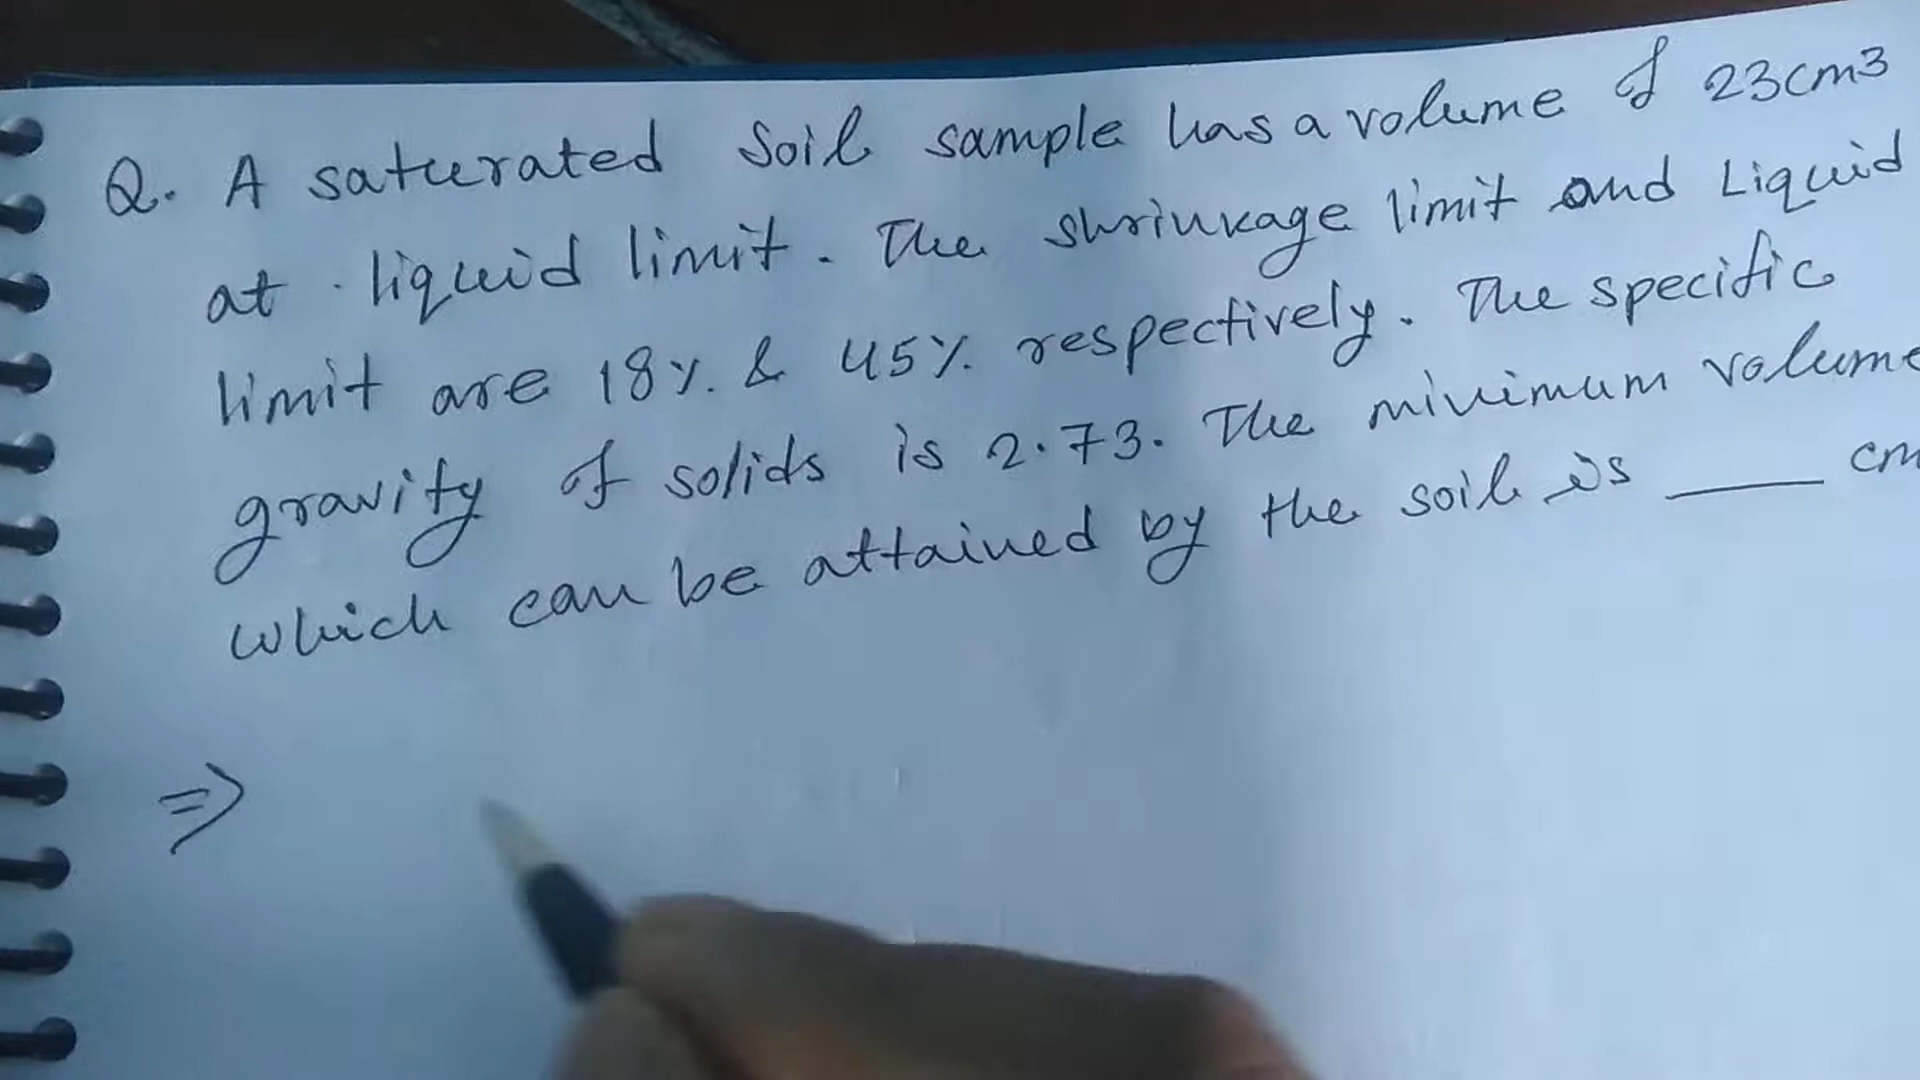 Q. A saturated soil sample has a volume of 23cm3
at liquid limit. The shrinkage limit and Liquid
limit are 18%. & 45%. respectively. The specific
gravity of solids is 2.73. The minimum volume
which can be attained by the soil is ____ cm
⇒